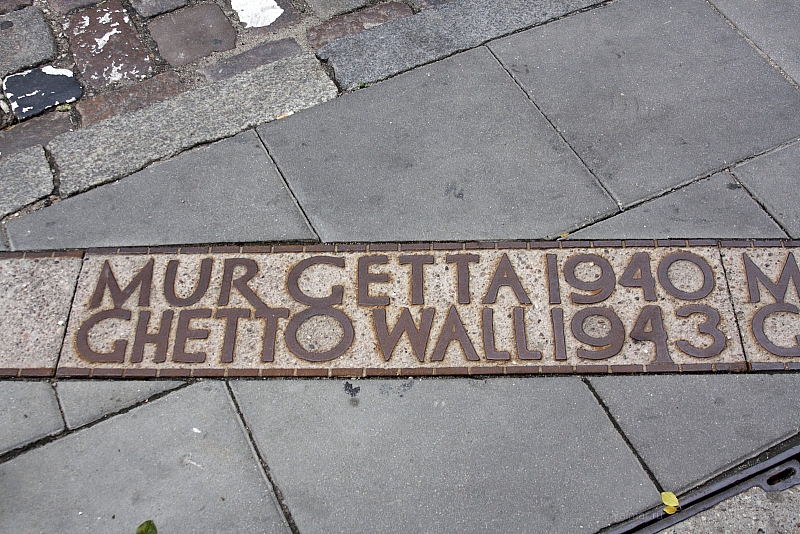 MUR GETTA 1940 M
GHETTO WALL 1943 G